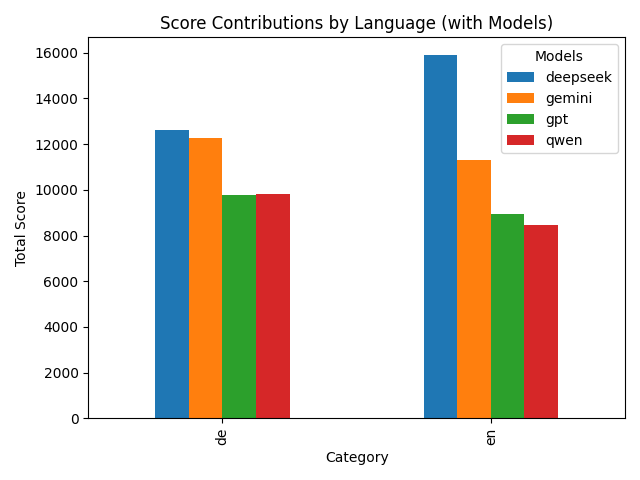 Score Contributions by Language (with Models)
Total Score
16000
14000
12000
10000
8000
6000
4000
2000
0
Models
deepseek
gemini
gpt
qwen
de
en
Category